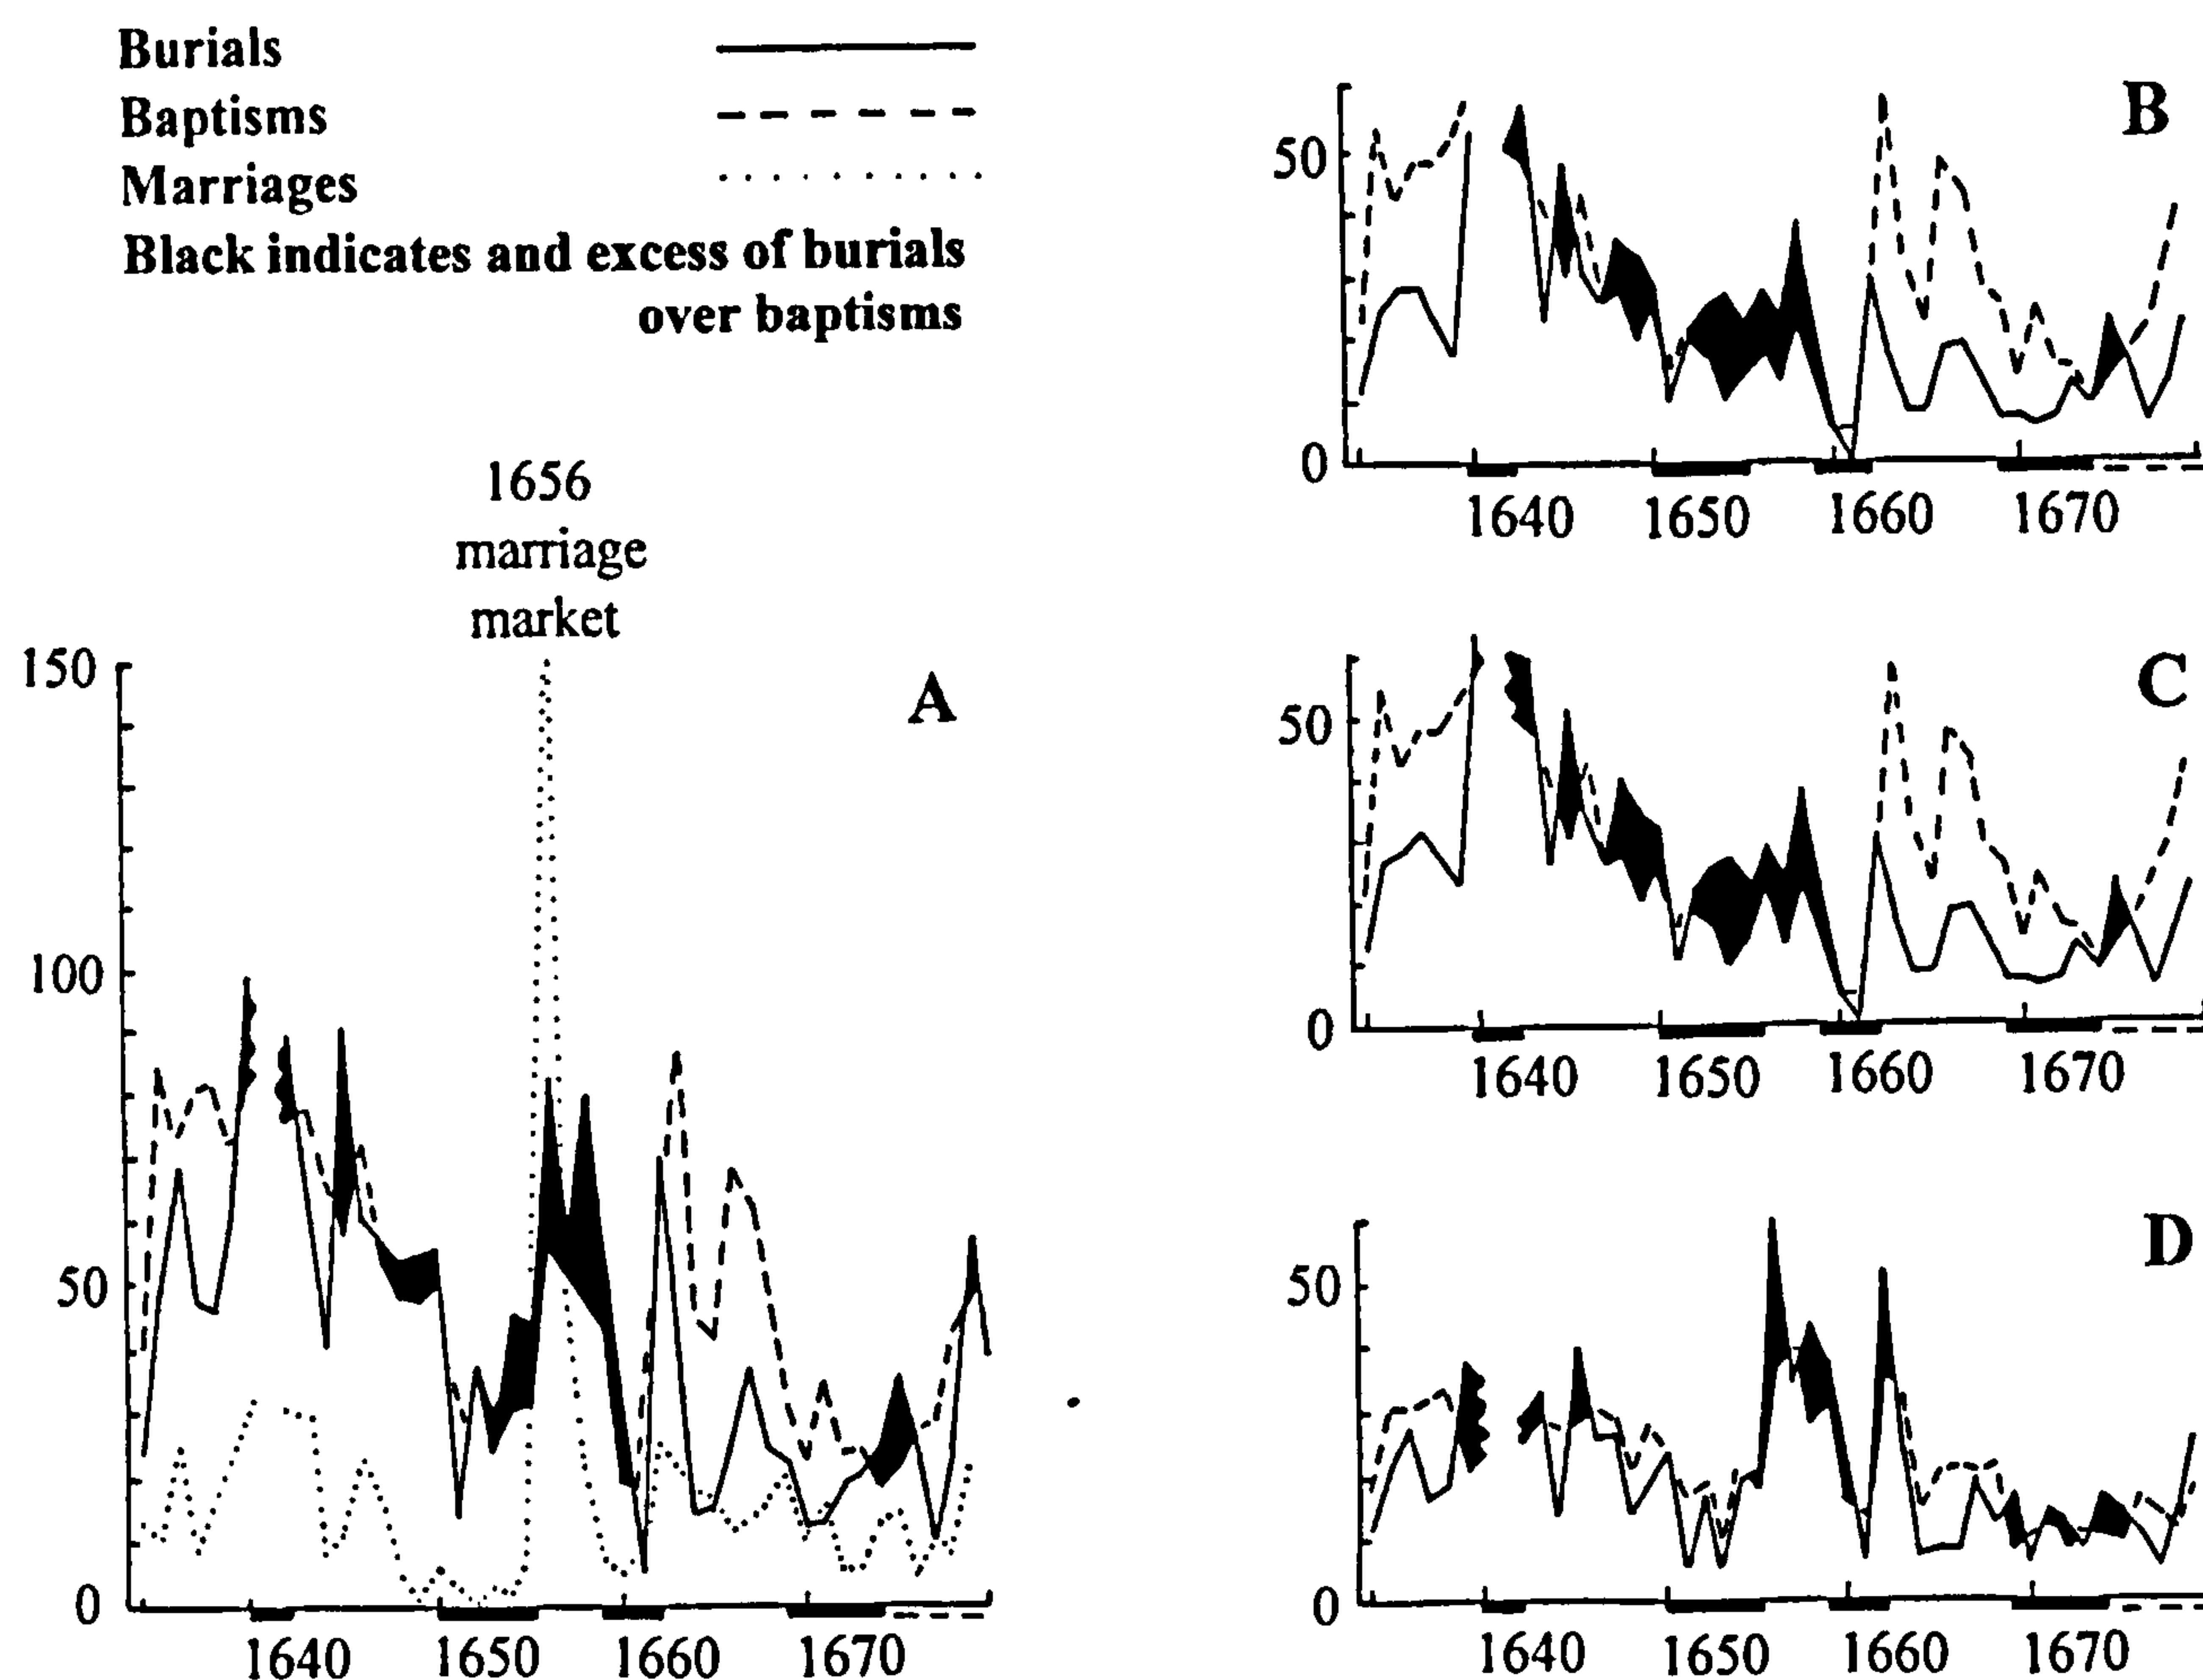 Burials
Baptisms
Marriages
Black indicates and excess of burials
over baptisms
1656
marriage
market
A
150
100
50
0
1640 1650 1660 1670
B
50
0
1640 1650 1660 1670
C
50
0
1640 1650 1660 1670
D
50
0
1640 1650 1660 1670